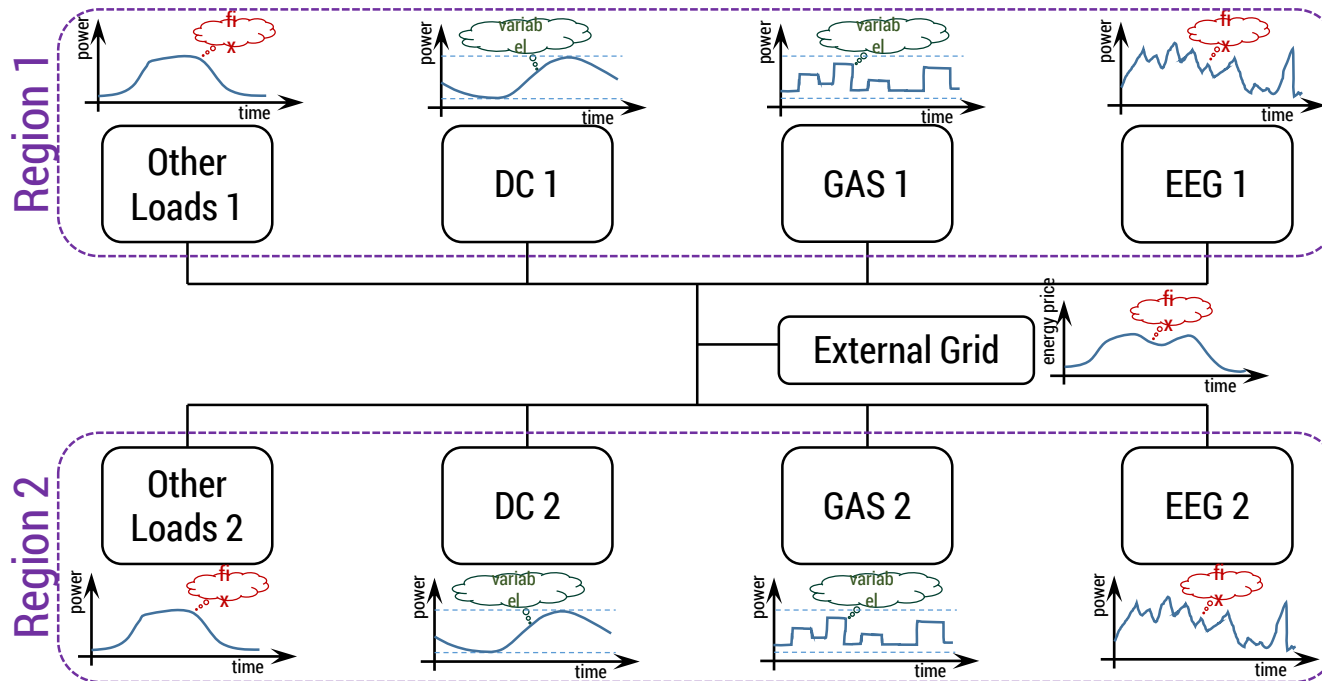 Region 1
power
fi
x
time
power
variab
el
time
power
variab
el
time
power
fi
x
time
Other
Loads 1
DC 1
GAS 1
EEG 1
External Grid
energy price
fi
x
time
Region 2
Other
Loads 2
DC 2
GAS 2
EEG 2
power
fi
x
time
power
variab
el
time
power
variab
el
time
power
fi
x
time